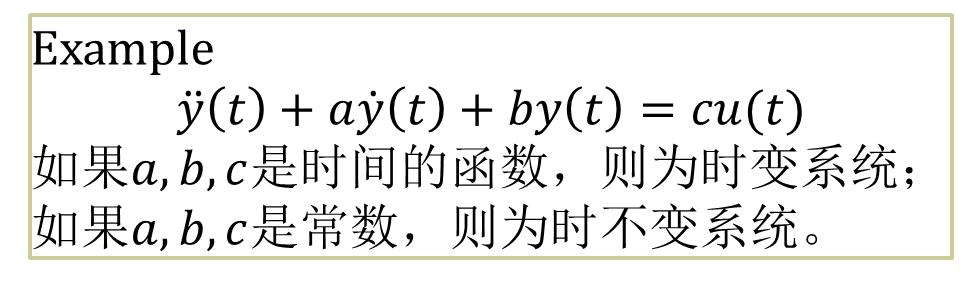 Example
ÿ(t) + aẏ(t) + by(t) = cu(t)
如果a, b, c是时间的函数，则为时变系统；
如果a, b, c是常数，则为时不变系统。